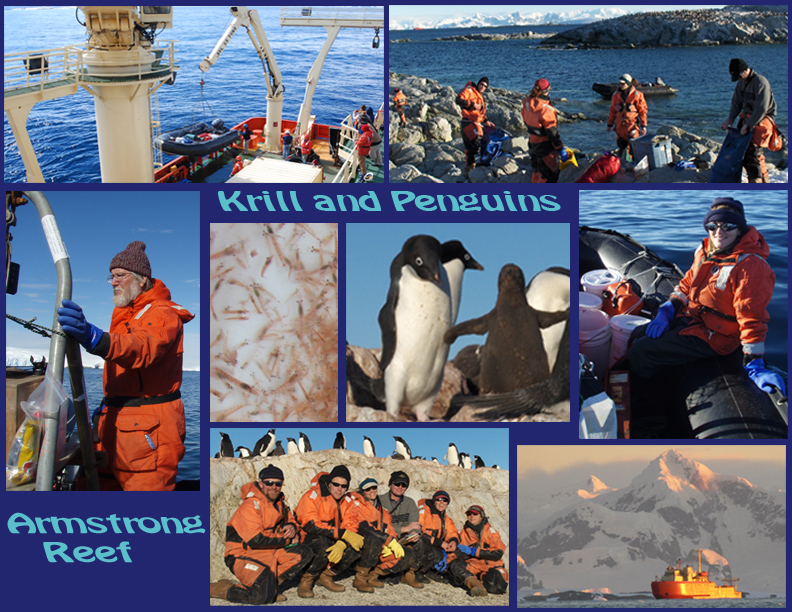 Krill and Penguins
Armstrong
Reef